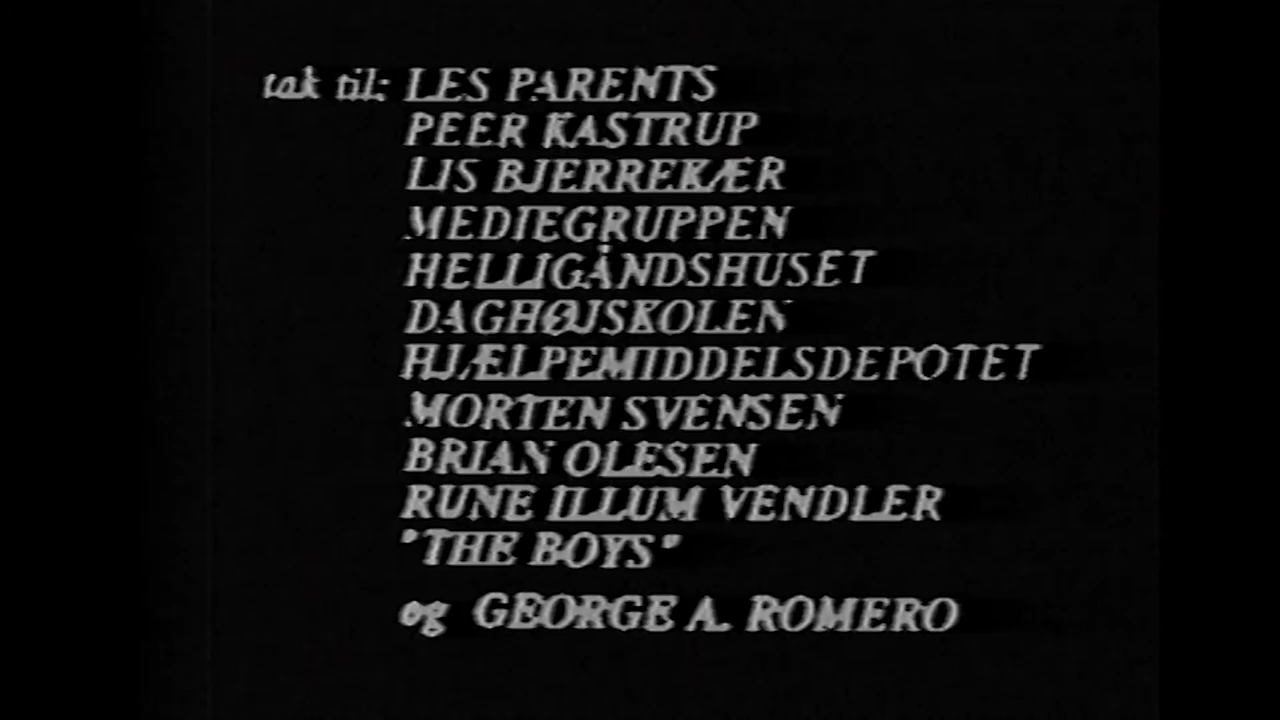 tak til: LES PARENTS
PEER KASTRUP
LIS BJERREKÆR
MEDIEGRUPPEN
HELLIGÅNDSHUSET
DAGHØJSKOLEN
HJÆLPEMIDDELSDEPOTET
MORTEN SVENSEN
BRIAN OLESEN
RUNE ILLUM VENDLER
"THE BOYS"
og GEORGE A. ROMERO